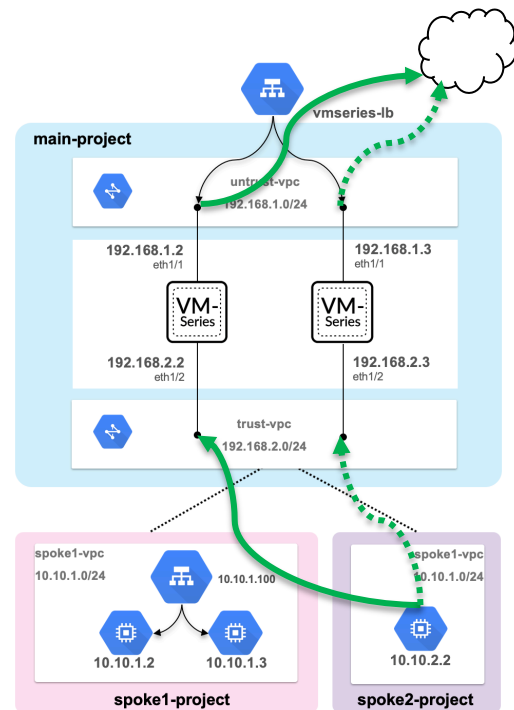 vmseries-lb
main-project
untrust-vpc
192.168.1.0/24
192.168.1.2
eth1/1
192.168.1.3
eth1/1
VM-
Series
VM-
Series
192.168.2.2
eth1/2
192.168.2.3
eth1/2
trust-vpc
192.168.2.0/24
spoke1-vpc
10.10.1.0/24
10.10.1.100
10.10.1.2
10.10.1.3
spoke1-project
spoke1-vpc
10.10.1.0/24
10.10.2.2
spoke2-project